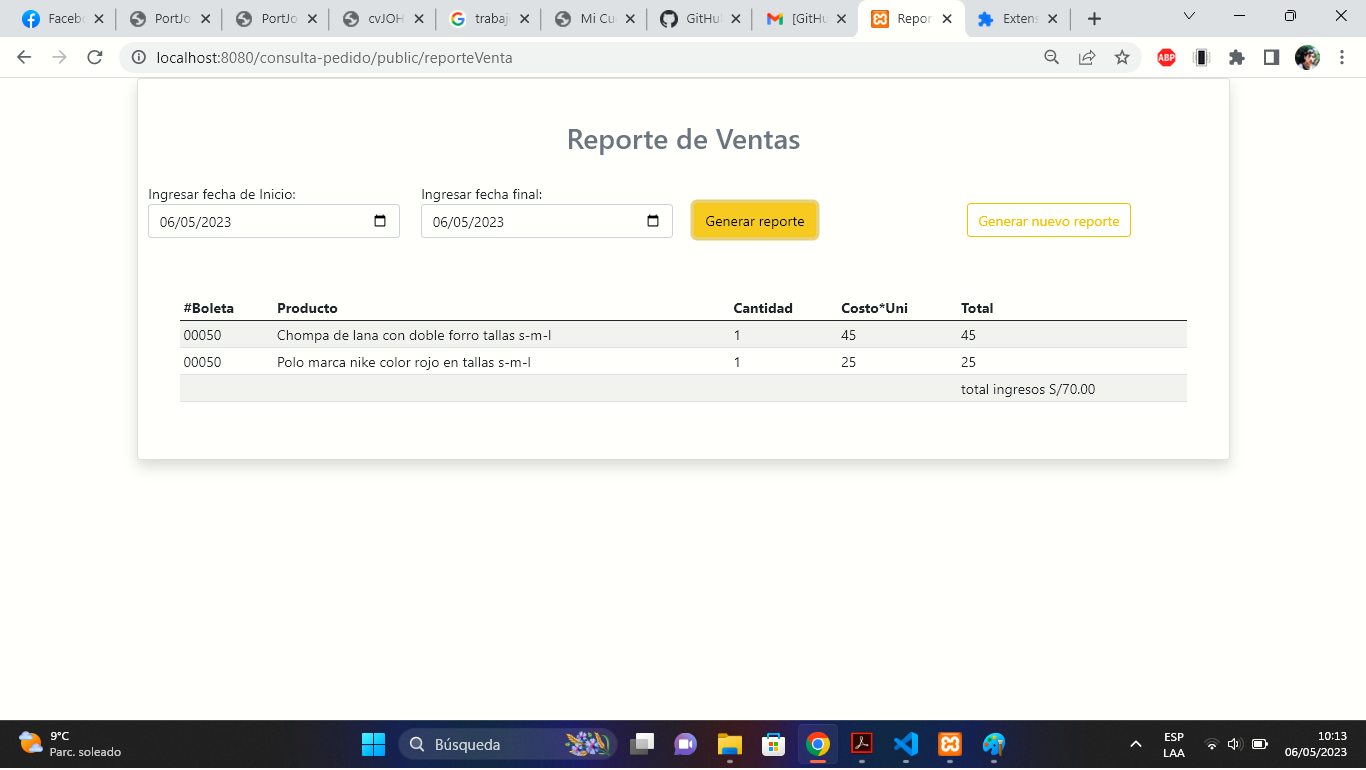 Faceb
PortJo
PortJo
cvJOH
trabaj
Mi Cu
GitHu
[GitHu
Repor
Extens
localhost:8080/consulta-pedido/public/reporteVenta
ABP
Reporte de Ventas
Ingresar fecha de Inicio: Ingresar fecha final:
06/05/2023 06/05/2023 Generar reporte Generar nuevo reporte
#Boleta Producto Cantidad Costo*Uni Total
00050 Chompa de lana con doble forro tallas s-m-l 1 45 45
00050 Polo marca nike color rojo en tallas s-m-l 1 25 25
total ingresos S/70.00
9°C
Parc. soleado
Búsqueda
ESP
LAA
10:13
06/05/2023